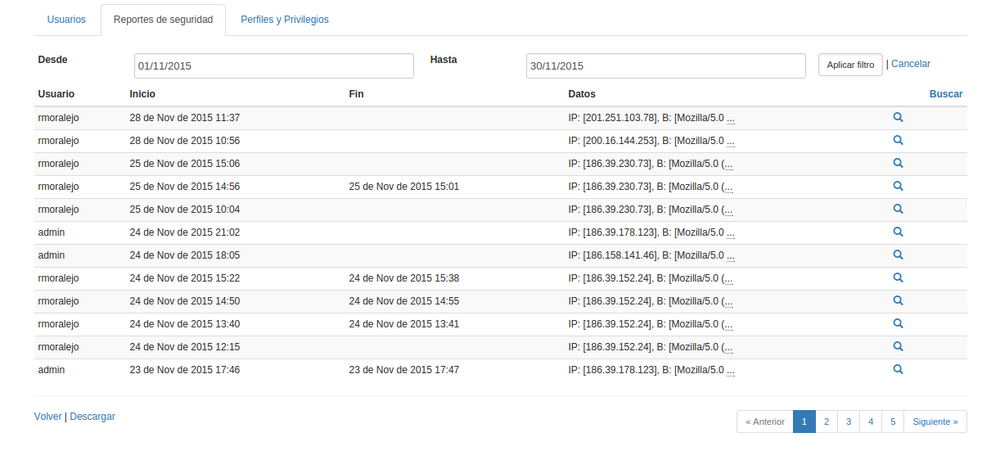 Usuarios Reportes de seguridad Perfiles y Privilegios
Desde 01/11/2015 Hasta 30/11/2015 Aplicar filtro | Cancelar
Usuario Inicio Fin Datos Buscar
rmoralejo 28 de Nov de 2015 11:37 IP: [201.251.103.78], B: [Mozilla/5.0 ...
rmoralejo 28 de Nov de 2015 10:56 IP: [200.16.144.253], B: [Mozilla/5.0 ...
rmoralejo 25 de Nov de 2015 15:06 IP: [186.39.230.73], B: [Mozilla/5.0 (...
rmoralejo 25 de Nov de 2015 14:56 25 de Nov de 2015 15:01 IP: [186.39.230.73], B: [Mozilla/5.0 (...
rmoralejo 25 de Nov de 2015 10:04 IP: [186.39.230.73], B: [Mozilla/5.0 (...
admin 24 de Nov de 2015 21:02 IP: [186.39.178.123], B: [Mozilla/5.0 ...
admin 24 de Nov de 2015 18:05 IP: [186.158.141.46], B: [Mozilla/5.0 ...
rmoralejo 24 de Nov de 2015 15:22 24 de Nov de 2015 15:38 IP: [186.39.152.24], B: [Mozilla/5.0 (...
rmoralejo 24 de Nov de 2015 14:50 24 de Nov de 2015 14:55 IP: [186.39.152.24], B: [Mozilla/5.0 (...
rmoralejo 24 de Nov de 2015 13:40 24 de Nov de 2015 13:41 IP: [186.39.152.24], B: [Mozilla/5.0 (...
rmoralejo 24 de Nov de 2015 12:15 IP: [186.39.152.24], B: [Mozilla/5.0 (...
admin 23 de Nov de 2015 17:46 23 de Nov de 2015 17:47 IP: [186.39.178.123], B: [Mozilla/5.0 ...
Volver | Descargar « Anterior 1 2 3 4 5 Siguiente »